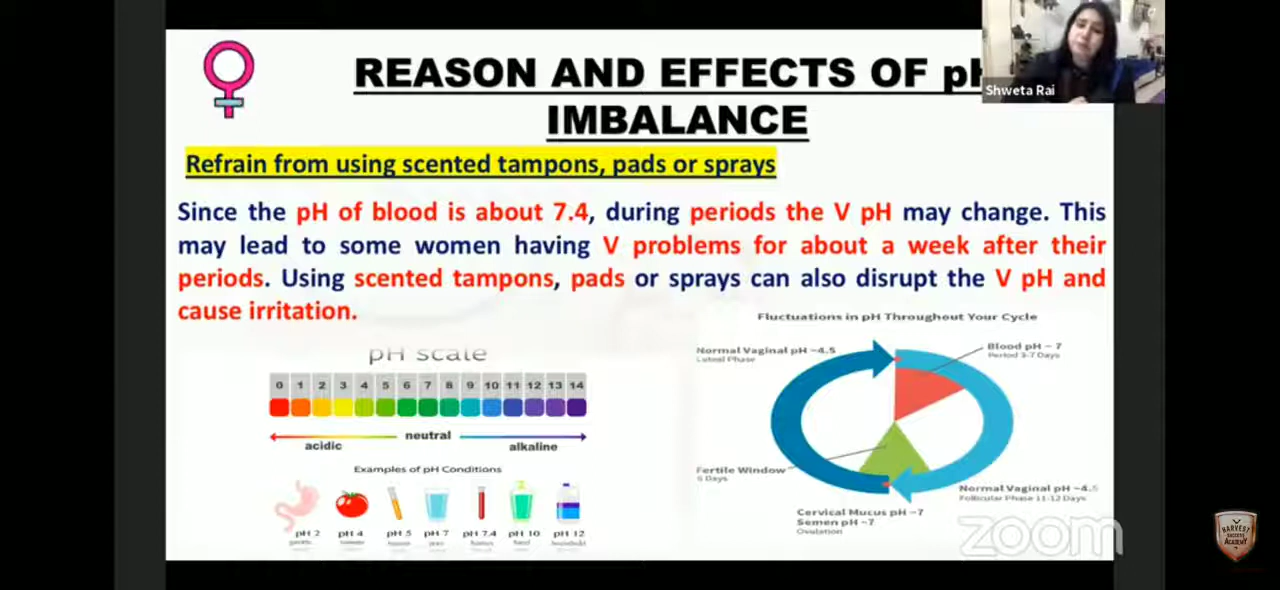 REASON AND EFFECTS OF pH
IMBALANCE
Shweta Rai
Refrain from using scented tampons, pads or sprays
Since the pH of blood is about 7.4, during periods the V pH may change. This
may lead to some women having V problems for about a week after their
periods. Using scented tampons, pads or sprays can also disrupt the V pH and
cause irritation.
Fluctuations in pH Throughout Your Cycle
pH scale
0 1 2 3 4 5 6 7 8 9 10 11 12 13 14
acidic neutral alkaline
Examples of pH Conditions
pH 2 pH 4 pH 5 pH 7 pH 7.4 pH 10 pH 12
Normal Vaginal pH ~4.5
Luteal Phase
Blood pH ~ 7
Period 3-7 Days
Fertile Window
6 Days
Normal Vaginal pH ~4.5
Follicular Phase 11-12 Days
Cervical Mucus pH ~7
Semen pH ~7
Ovulation
zoom
HARVEST
SUCCESS
ACADEMY